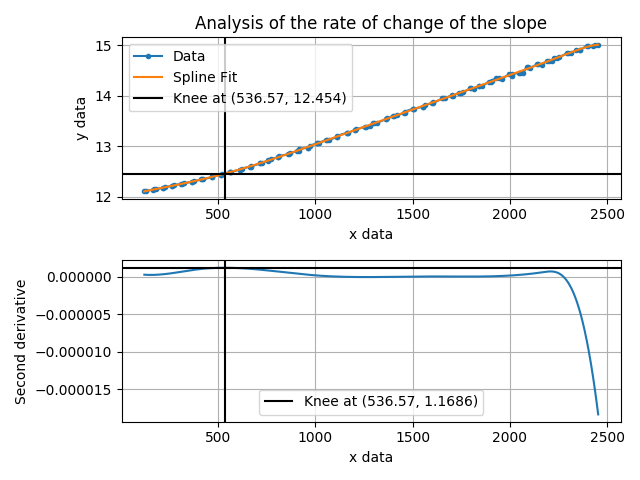 Analysis of the rate of change of the slope
Data
Spline Fit
Knee at (536.57, 12.454)
15
14
13
12
y data
500
1000
1500
2000
2500
x data
0.000000
−0.000005
−0.000010
−0.000015
Second derivative
Knee at (536.57, 1.1686)
500
1000
1500
2000
2500
x data